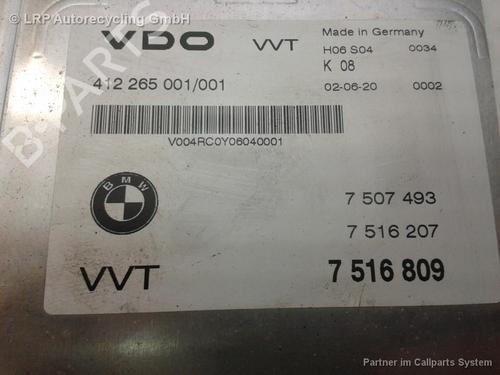 © LRP Autorecycling GmbH
VDO VVT
Made in Germany
H06 S04 0034
K 08
412 265 001/001
02-06-20 0002
V004RC0Y06040001
BMW
7 507 493
7 516 207
VVT 7 516 809
Partner im Callparts System